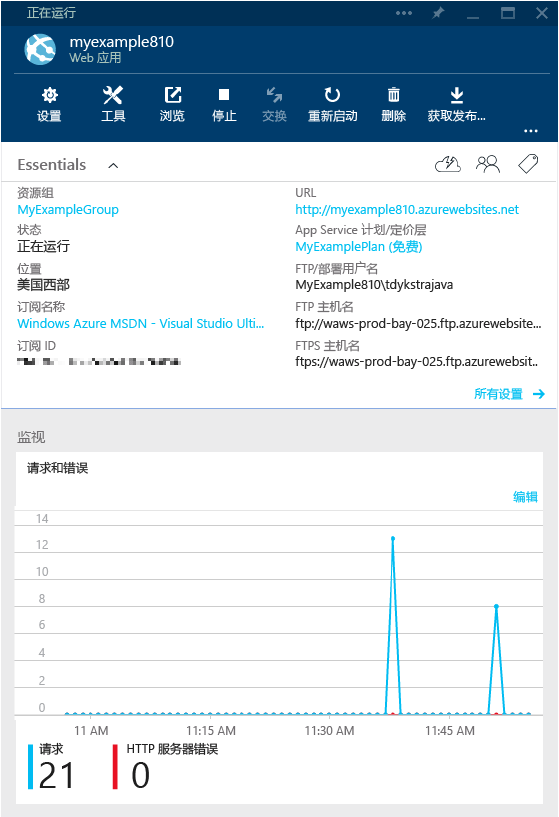 正在运行
myexample810
Web 应用
设置 工具 浏览 停止 交换 重新启动 删除 获取发布...
Essentials
资源组
MyExampleGroup
状态
正在运行
位置
美国西部
订阅名称
Windows Azure MSDN - Visual Studio Ulti...
订阅 ID
URL
http://myexample810.azurewebsites.net
App Service 计划/定价层
MyExamplePlan (免费)
FTP/部署用户名
MyExample810\tdykstrajava
FTP 主机名
ftp://waws-prod-bay-025.ftp.azurewebsite...
FTPS 主机名
ftps://waws-prod-bay-025.ftp.azurewebsit..
所有设置
监视
请求和错误
编辑
14
12
10
8
6
4
2
0
11 AM 11:15 AM 11:30 AM 11:45 AM
请求
21
HTTP 服务器错误
0